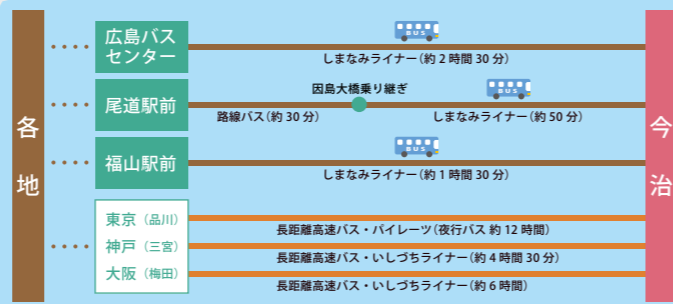 各地
広島バス
センター
BUS
しまなみライナー（約2時間30分）
尾道駅前
因島大橋乗り継ぎ
BUS
路線バス（約30分）
しまなみライナー（約50分）
福山駅前
BUS
しまなみライナー（約1時間30分）
東京（品川）
長距離高速バス・パイレーツ（夜行バス 約12時間）
神戸（三宮）
長距離高速バス・いしづちライナー（約4時間30分）
大阪（梅田）
長距離高速バス・いしづちライナー（約6時間）
今治